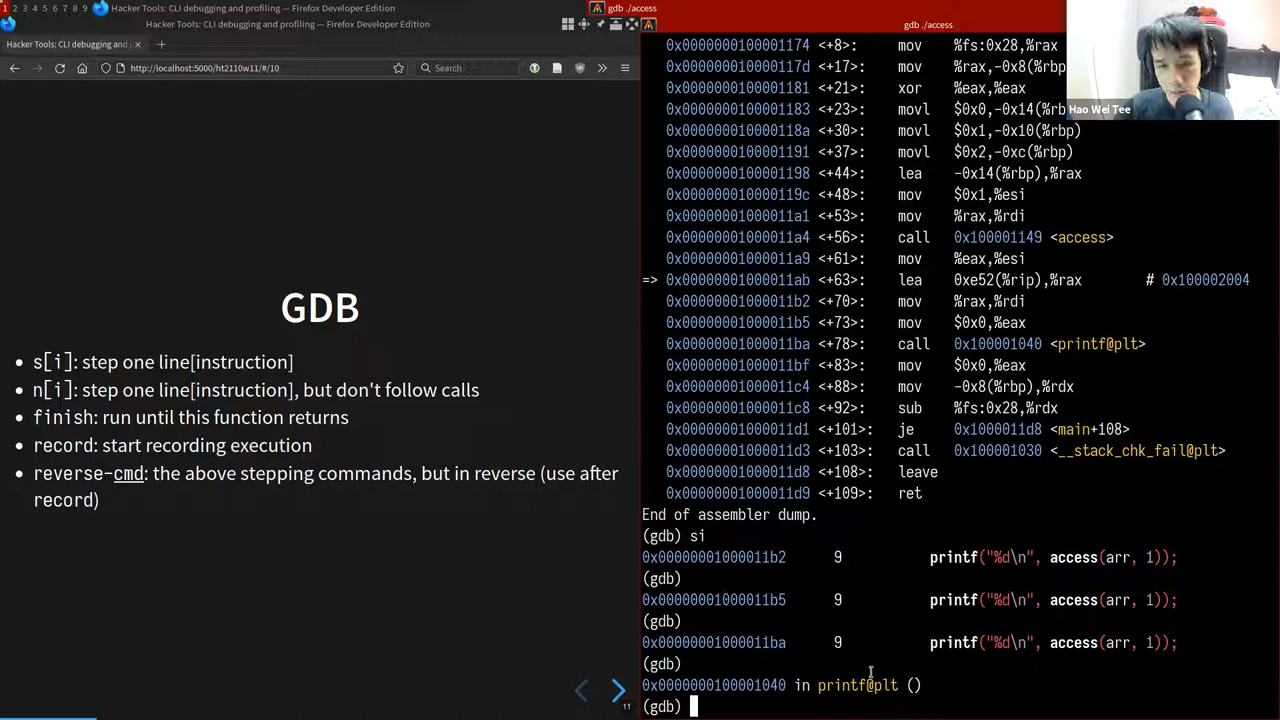 1 2 3 4 5 6 7 8 9 Hacker Tools: CLI debugging and profiling — Firefox Developer Edition
gdb ./access
Hacker Tools: CLI debugging and profiling — Firefox Developer Edition
gdb ./access
Hacker Tools: CLI debugging and
http://localhost:5000/ht2110w11/#/10
Search
GDB
s[i]: step one line[instruction]
n[i]: step one line[instruction], but don't follow calls
finish: run until this function returns
record: start recording execution
reverse-cmd: the above stepping commands, but in reverse (use after
record)
11
0x0000000100001174 <+8>: mov %fs:0x28,%rax
0x000000010000117d <+17>: mov %rax,-0x8(%rbp
0x0000000100001181 <+21>: xor %eax,%eax
0x0000000100001183 <+23>: movl $0x0,-0x14(%rb
0x000000010000118a <+30>: movl $0x1,-0x10(%rbp)
0x0000000100001191 <+37>: movl $0x2,-0xc(%rbp)
0x0000000100001198 <+44>: lea -0x14(%rbp),%rax
0x000000010000119c <+48>: mov $0x1,%esi
0x00000001000011a1 <+53>: mov %rax,%rdi
0x00000001000011a4 <+56>: call 0x100001149 <access>
0x00000001000011a9 <+61>: mov %eax,%esi
=> 0x00000001000011ab <+63>: lea 0xe52(%rip),%rax # 0x100002004
0x00000001000011b2 <+70>: mov %rax,%rdi
0x00000001000011b5 <+73>: mov $0x0,%eax
0x00000001000011ba <+78>: call 0x100001040 <printf@plt>
0x00000001000011bf <+83>: mov $0x0,%eax
0x00000001000011c4 <+88>: mov -0x8(%rbp),%rdx
0x00000001000011c8 <+92>: sub %fs:0x28,%rdx
0x00000001000011d1 <+101>: je 0x1000011d8 <main+108>
0x00000001000011d3 <+103>: call 0x100001030 <__stack_chk_fail@plt>
0x00000001000011d8 <+108>: leave
0x00000001000011d9 <+109>: ret
End of assembler dump.
(gdb) si
0x00000001000011b2 9 printf("%d\n", access(arr, 1));
(gdb)
0x00000001000011b5 9 printf("%d\n", access(arr, 1));
(gdb)
0x00000001000011ba 9 printf("%d\n", access(arr, 1));
(gdb)
0x0000000100001040 in printf@plt ()
(gdb)
Hao Wei Tee